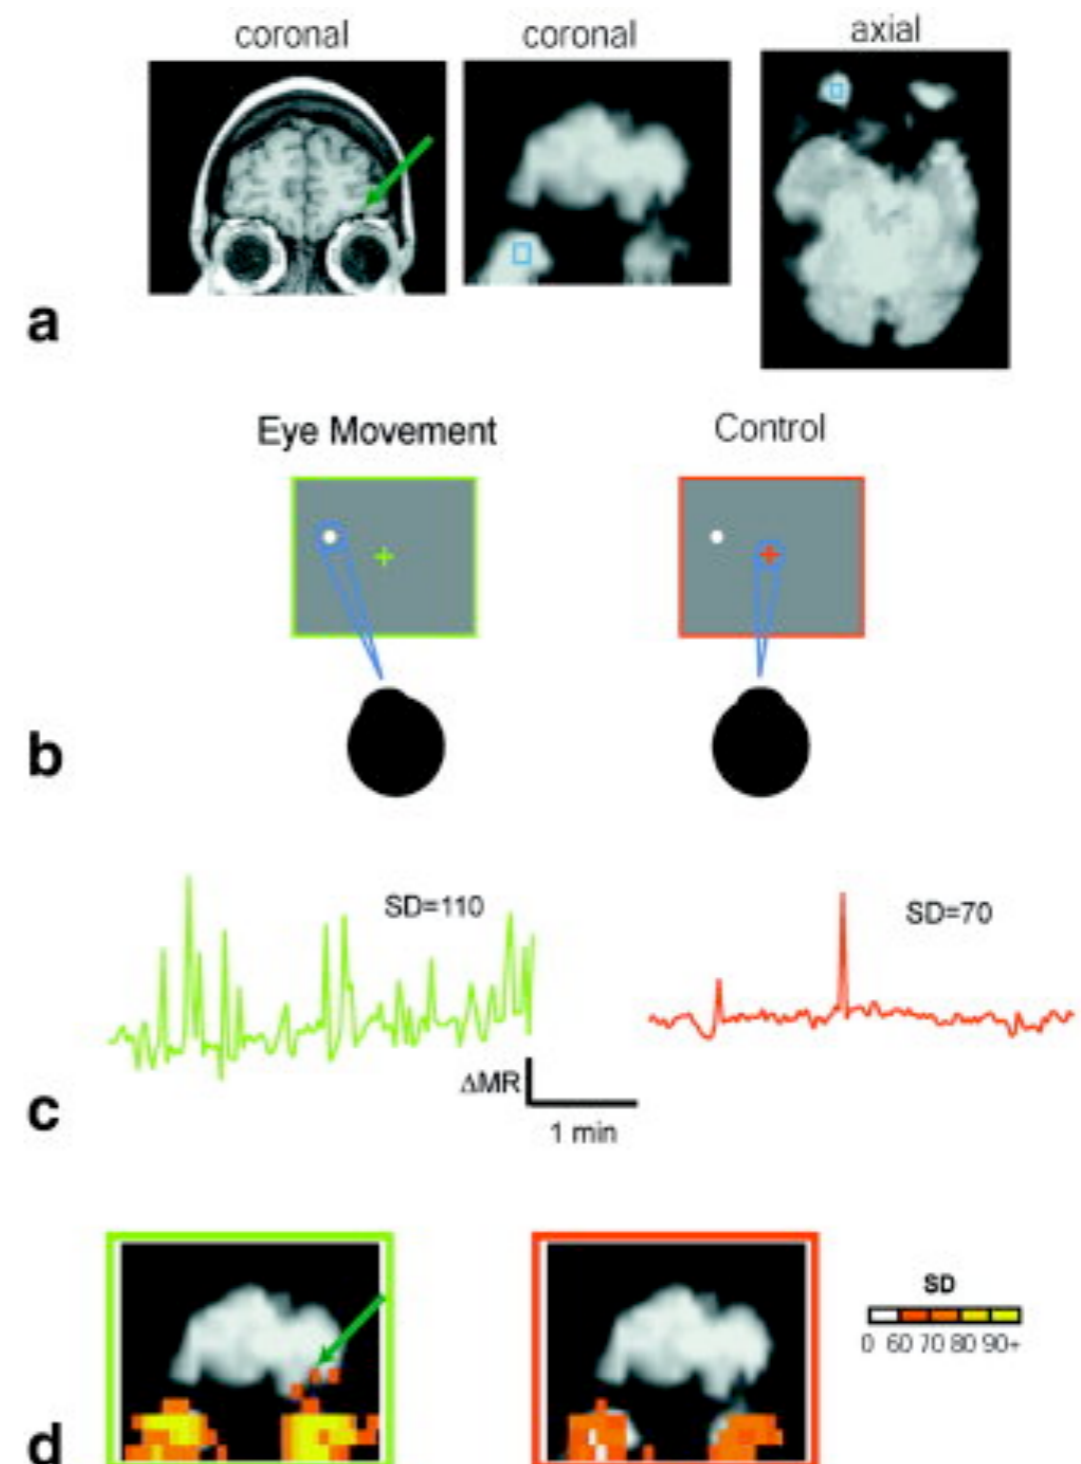 coronal
coronal
axial
a
Eye Movement
Control
b
SD=110
SD=70
ΔMR
1 min
c
SD
0 60 70 80 90+
d